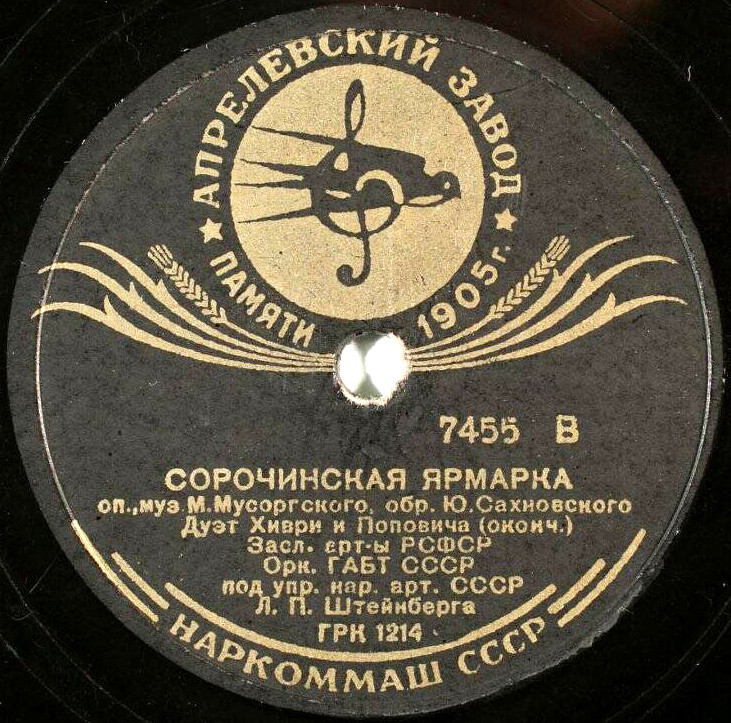 АПРЕЛЕВСКИЙ ЗАВОД
ПАМЯТИ 1905 г.
7455 В
СОРОЧИНСКАЯ ЯРМАРКА
оп., муз. М. Мусоргского, обр. Ю. Сахновского
Дуэт Хиври и Поповича (оконч.)
Засл. арт-ы РСФСР
Орк. ГАБТ СССР
под упр. нар. арт. СССР
Л. П. Штейнберга
ГРК 1214
НАРКОММАШ СССР